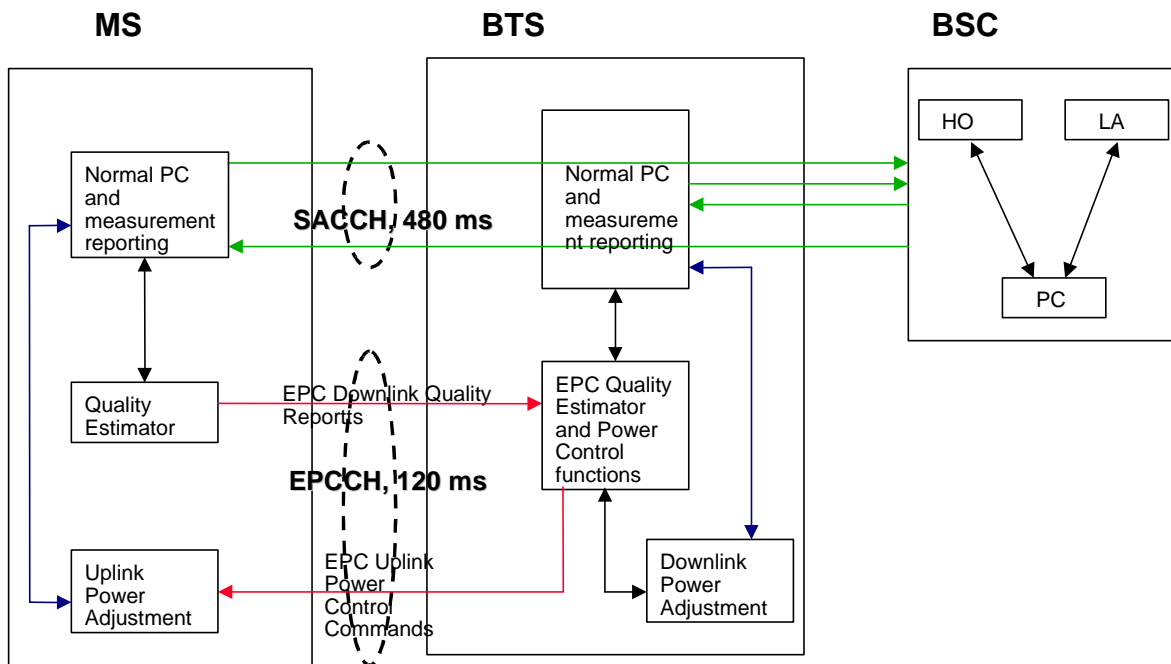 MS
BTS
BSC
HO
LA
PC
Normal PC
and
measurement
reporting
SACCH, 480 ms
Normal PC
and
measureme
nt reporting
Quality
Estimator
EPC Downlink Quality
Reportts
EPC Quality
Estimator
and Power
Control
functions
EPCCH, 120 ms
Uplink
Power
Adjustment
EPC Uplink
Power
Control
Commands
Downlink
Power
Adjustment